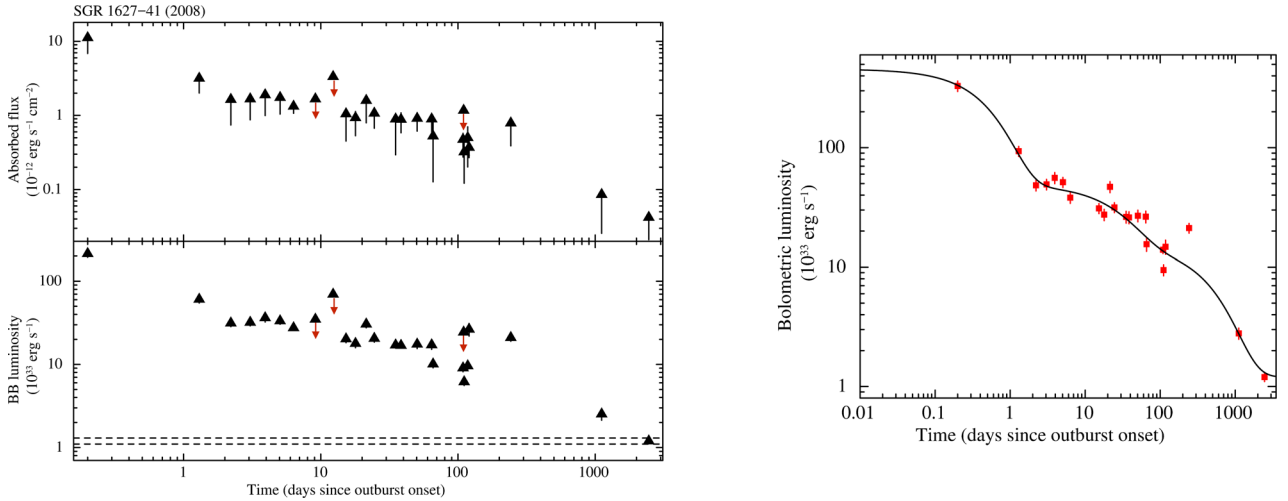 SGR 1627−41 (2008)
Absorbed flux
(10⁻¹² erg s⁻¹ cm⁻²)
10
1
0.1
BB luminosity
(10³³ erg s⁻¹)
100
10
1
1
10
100
1000
Time (days since outburst onset)
Bolometric luminosity
(10³³ erg s⁻¹)
100
10
1
0.01
0.1
1
10
100
1000
Time (days since outburst onset)